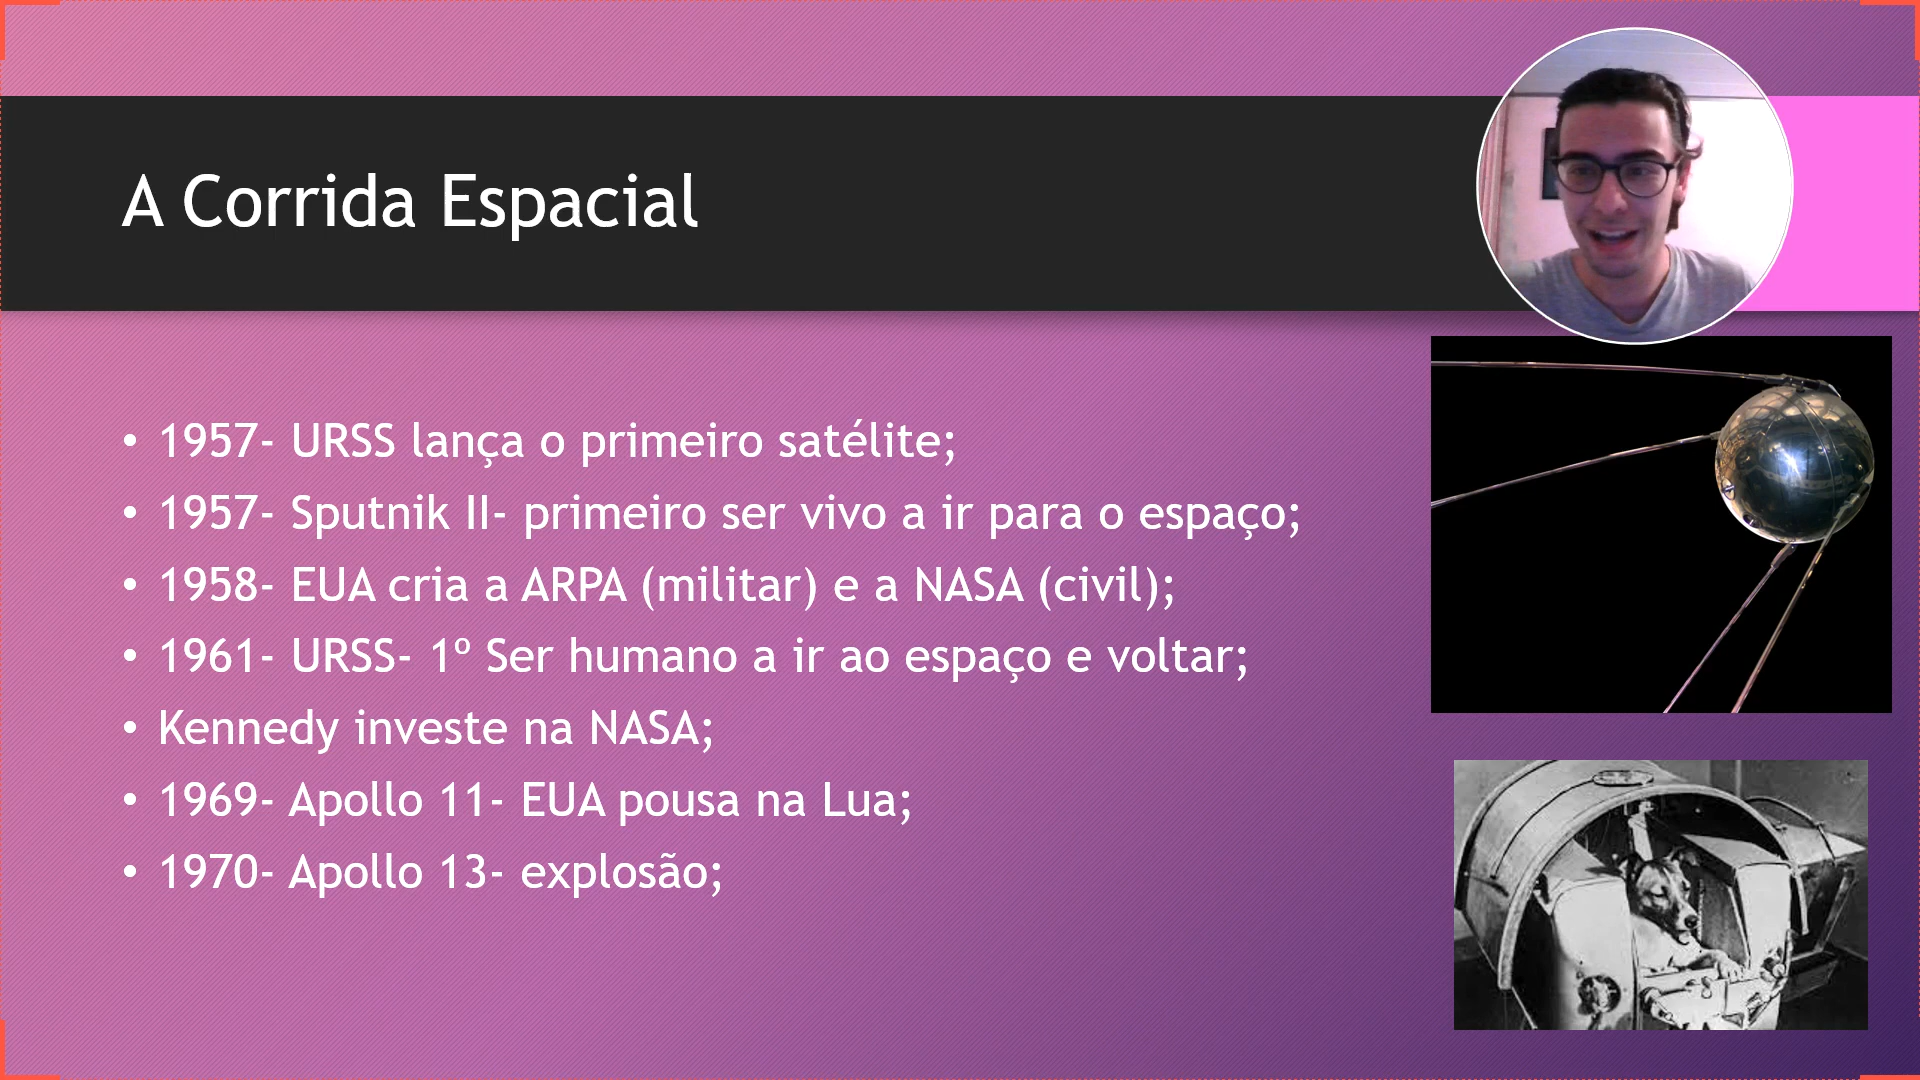 A Corrida Espacial
• 1957- URSS lança o primeiro satélite;
• 1957- Sputnik II- primeiro ser vivo a ir para o espaço;
• 1958- EUA cria a ARPA (militar) e a NASA (civil);
• 1961- URSS- 1º Ser humano a ir ao espaço e voltar;
• Kennedy investe na NASA;
• 1969- Apollo 11- EUA pousa na Lua;
• 1970- Apollo 13- explosão;